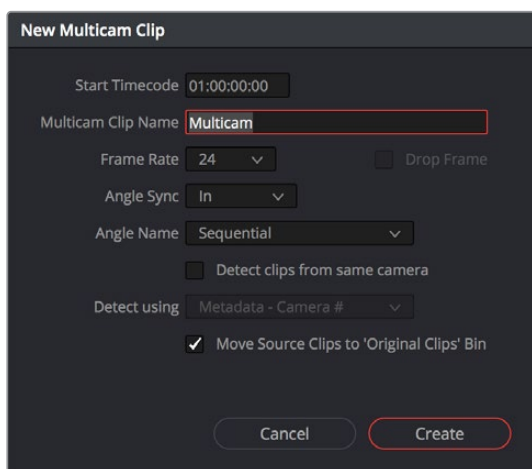 New Multicam Clip
Start Timecode 01:00:00:00
Multicam Clip Name Multicam
Frame Rate 24 Drop Frame
Angle Sync In
Angle Name Sequential
Detect clips from same camera
Detect using Metadata - Camera #
Move Source Clips to 'Original Clips' Bin
Cancel Create